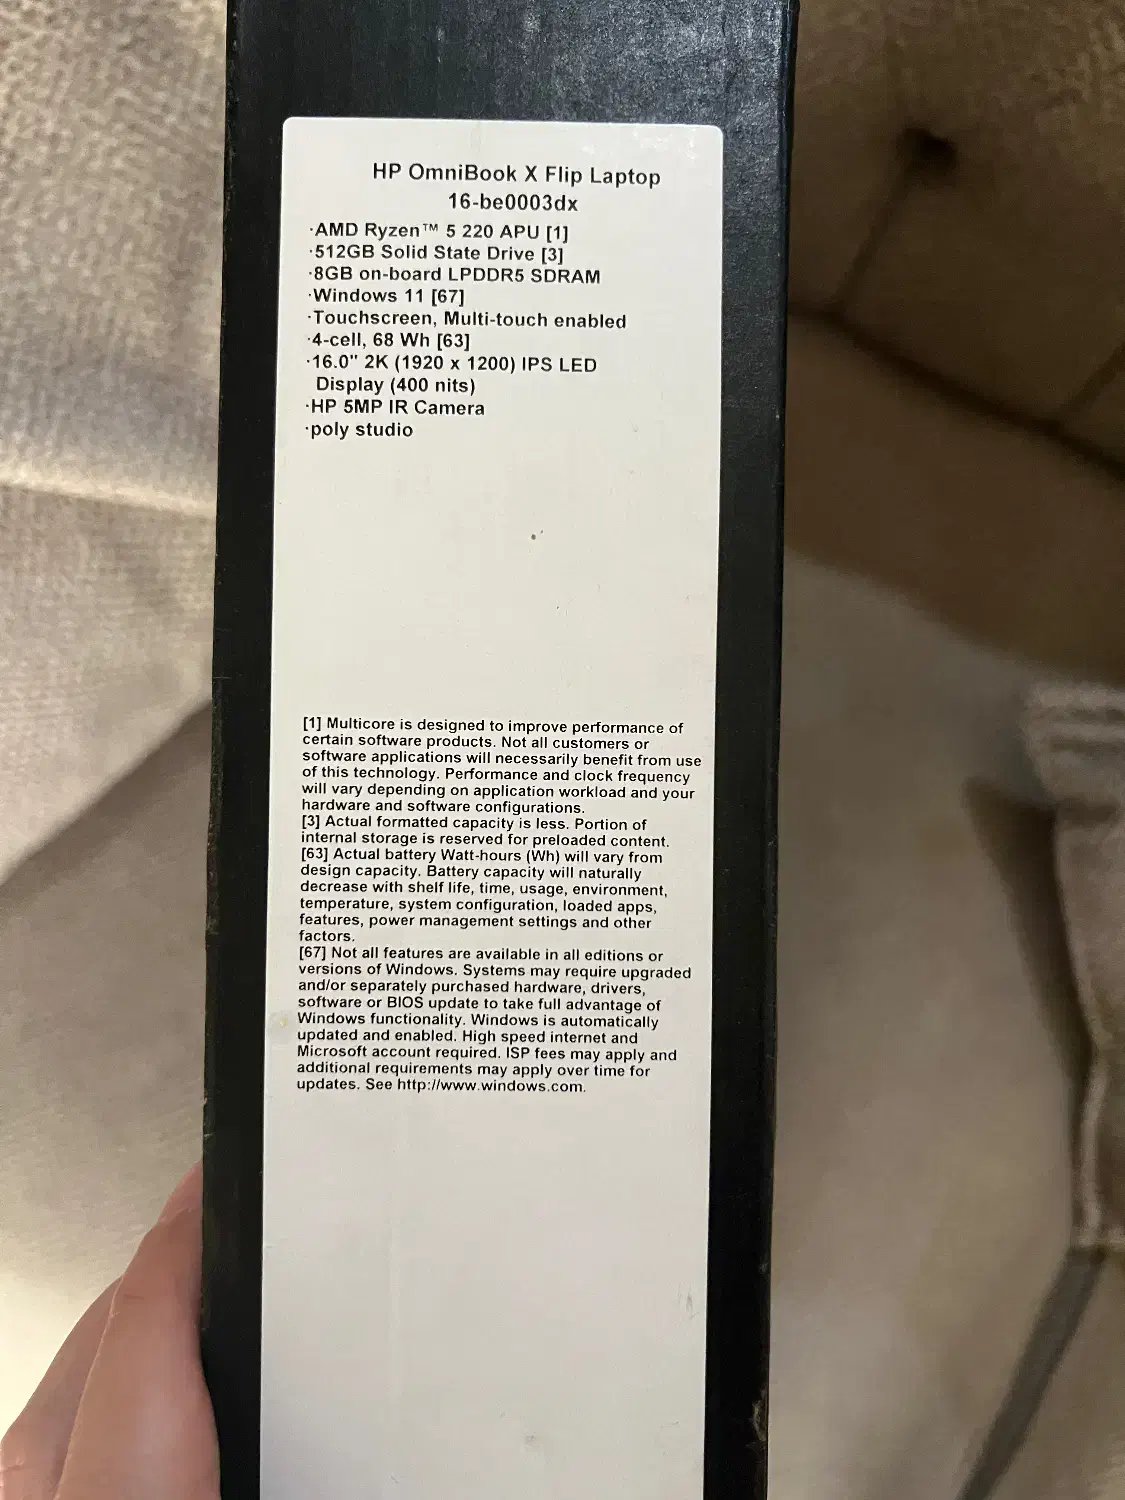 HP OmniBook X Flip Laptop
16-be0003dx
·AMD Ryzen™ 5 220 APU [1]
·512GB Solid State Drive [3]
·8GB on-board LPDDR5 SDRAM
·Windows 11 [67]
·Touchscreen, Multi-touch enabled
·4-cell, 68 Wh [63]
·16.0" 2K (1920 x 1200) IPS LED
Display (400 nits)
·HP 5MP IR Camera
·poly studio
[1] Multicore is designed to improve performance of
certain software products. Not all customers or
software applications will necessarily benefit from use
of this technology. Performance and clock frequency
will vary depending on application workload and your
hardware and software configurations.
[3] Actual formatted capacity is less. Portion of
internal storage is reserved for preloaded content.
[63] Actual battery Watt-hours (Wh) will vary from
design capacity. Battery capacity will naturally
decrease with shelf life, time, usage, environment,
temperature, system configuration, loaded apps,
features, power management settings and other
factors.
[67] Not all features are available in all editions or
versions of Windows. Systems may require upgraded
and/or separately purchased hardware, drivers,
software or BIOS update to take full advantage of
Windows functionality. Windows is automatically
updated and enabled. High speed internet and
Microsoft account required. ISP fees may apply and
additional requirements may apply over time for
updates. See http://www.windows.com.